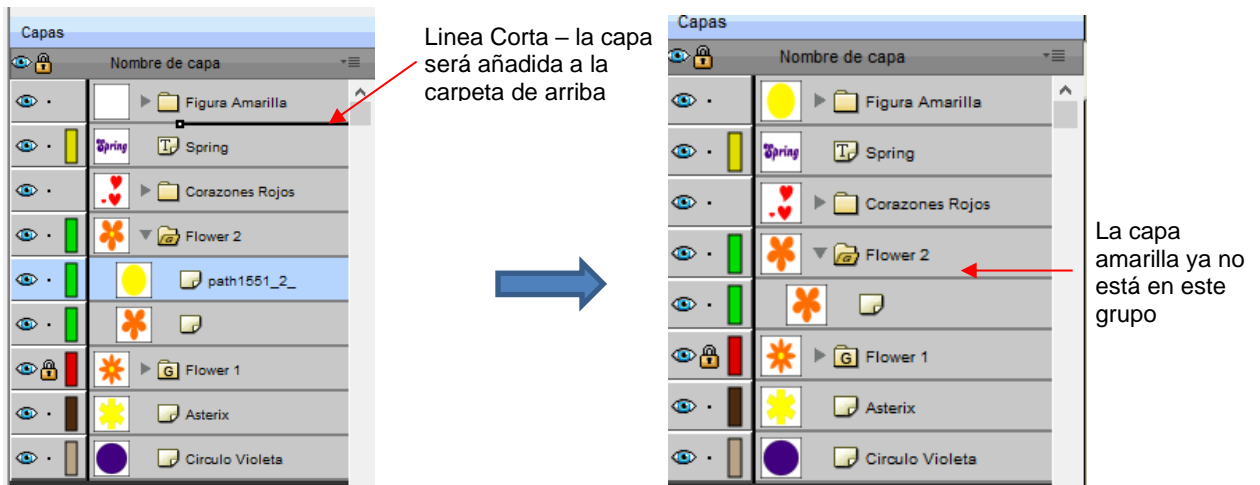 Capas
Nombre de capa
Figura Amarilla
Spring Spring
Corazones Rojos
Flower 2
path1551_2_
G Flower 1
Asterix
Circulo Violeta
Linea Corta – la capa
será añadida a la
carpeta de arriba
Capas
Nombre de capa
Figura Amarilla
Spring Spring
Corazones Rojos
Flower 2
G Flower 1
Asterix
Circulo Violeta
La capa
amarilla ya no
está en este
grupo